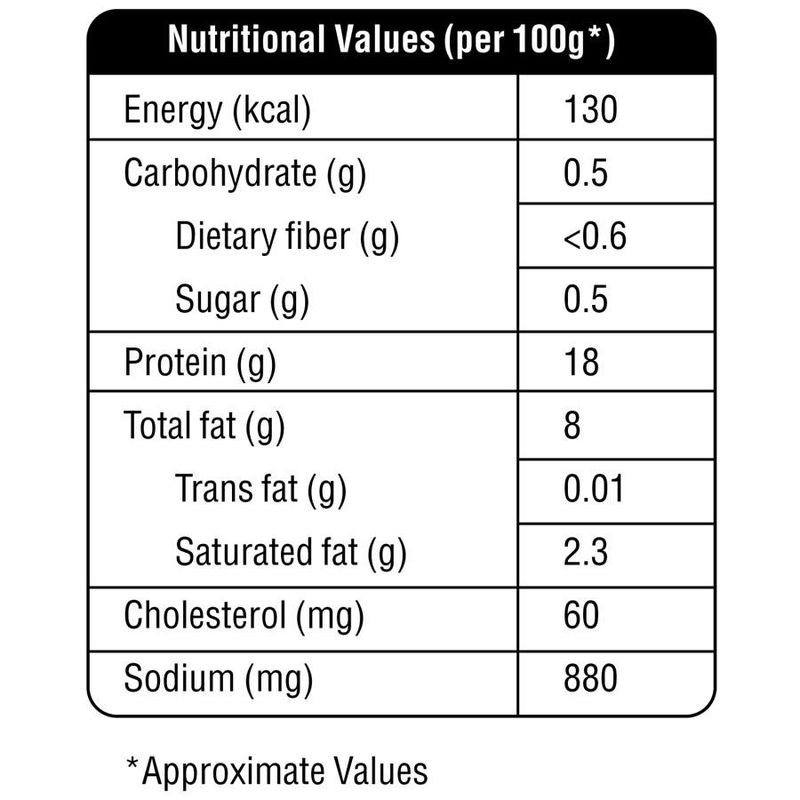 Nutritional Values (per 100g*)
Energy (kcal) 130
Carbohydrate (g) 0.5
Dietary fiber (g) <0.6
Sugar (g) 0.5
Protein (g) 18
Total fat (g) 8
Trans fat (g) 0.01
Saturated fat (g) 2.3
Cholesterol (mg) 60
Sodium (mg) 880
*Approximate Values